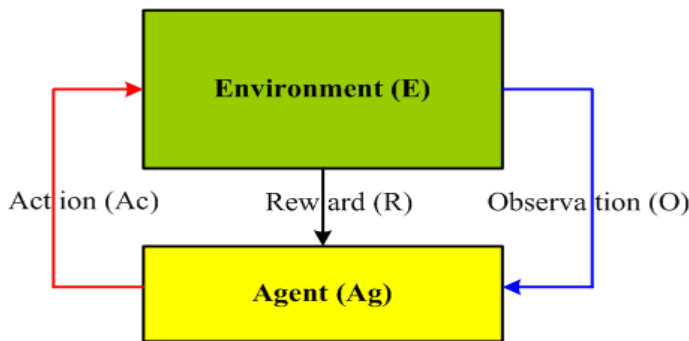 Environment (E)
Action (Ac)
Reward (R)
Observation (O)
Agent (Ag)